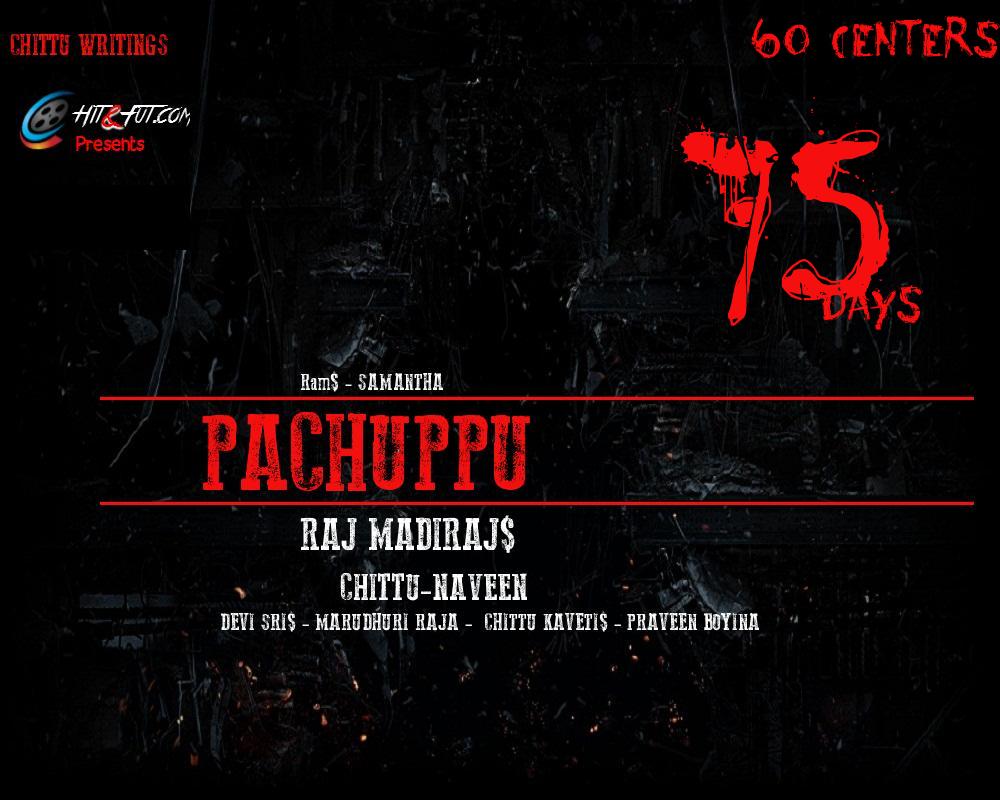 CHITTU WRITINGS
60 CENTERS
HIT&FUT.COM
Presents
75
DAYS
Ram$ - SAMANTHA
PACHUPPU
RAJ MADIRAJ$
CHITTU-NAVEEN
DEVI SRI$ - MARUDHURI RAJA - CHITTU KAVETI$ - PRAVEEN BOYINA